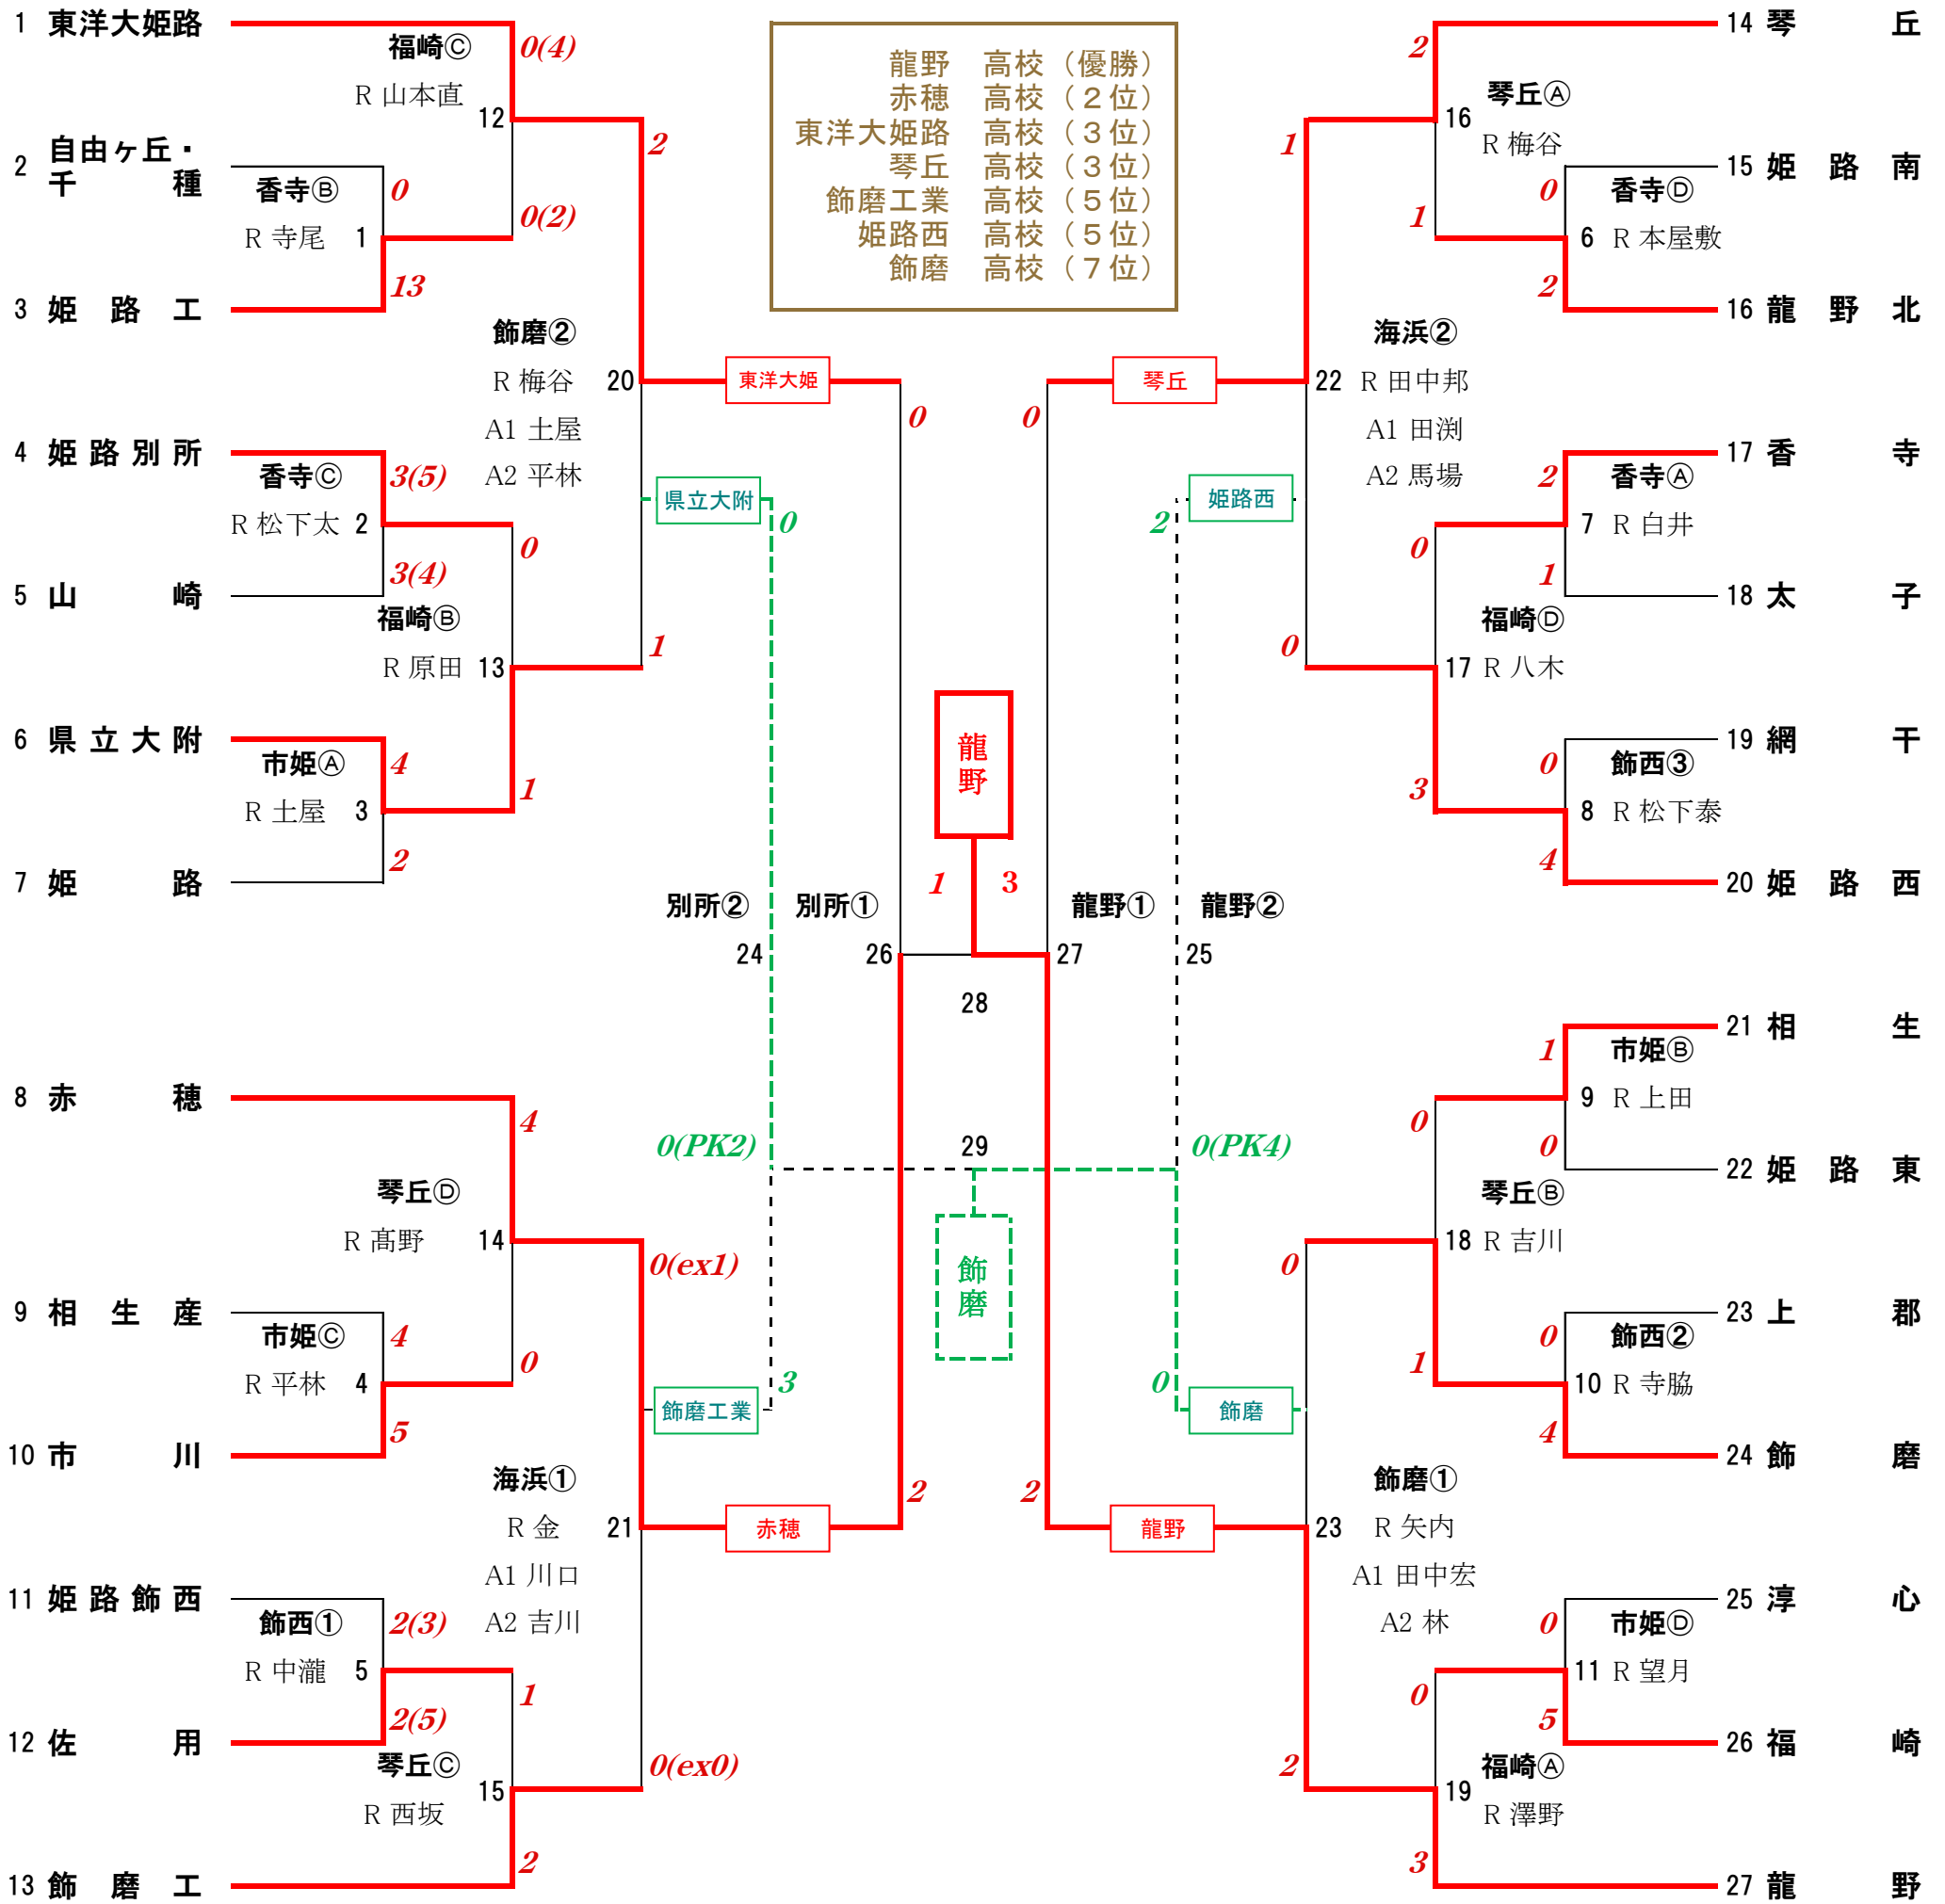 龍野 高校(優勝)
赤穂 高校(2位)
東洋大姫路 高校(3位)
琴丘 高校(3位)
飾磨工業 高校(5位)
姫路西 高校(5位)
飾磨 高校(7位)
1 東洋大姫路
福崎Ⓒ
0(4)
R 山本直
12
2 自由ヶ丘・
千種
香寺Ⓑ
0
R 寺尾 1
0(2)
2
13
3 姫路工
飾磨②
R 梅谷 20
A1 土屋
A2 平林
東洋大姫
0
4 姫路別所
香寺Ⓒ
3(5)
R 松下太 2
県立大附
0
0
3(4)
5 山崎
福崎Ⓑ
R 原田 13
1
6 県立大附
市姫Ⓐ
4
R 土屋 3
1
2
7 姫路
別所②
別所①
24
26
8 赤穂
4
0(PK2)
琴丘Ⓓ
R 髙野 14
0(ex1)
9 相生産
市姫Ⓒ
4
R 平林 4
0
飾磨工業
3
5
10 市川
海浜①
R 金 21
A1 川口
A2 吉川
赤穂
2
11 姫路飾西
飾西①
2(3)
R 中瀧 5
1
2(5)
12 佐用
琴丘Ⓒ
0(ex0)
R 西坂
15
2
13 飾磨工
龍野
1
3
28
29
飾磨
14 琴丘
2
琴丘Ⓐ
16
R 梅谷
1
15 姫路南
0
香寺Ⓓ
6 R 本屋敷
1
2
16 龍野北
海浜②
22 R 田中邦
A1 田渕
A2 馬場
琴丘
0
17 香寺
2
香寺Ⓐ
7 R 白井
姫路西
2
0
1
18 太子
福崎Ⓓ
17 R 八木
0
19 網干
0
飾西③
8 R 松下泰
3
4
20 姫路西
龍野①
龍野②
27
25
21 相生
1
市姫Ⓑ
9 R 上田
0
0
0(PK4)
22 姫路東
琴丘Ⓑ
18 R 吉川
0
23 上郡
0
飾西②
10 R 寺脇
1
0
飾磨
4
24 飾磨
飾磨①
23 R 矢内
A1 田中宏
A2 林
龍野
2
25 淳心
0
市姫Ⓓ
11 R 望月
0
5
26 福崎
福崎Ⓐ
19
R 澤野
2
3
27 龍野